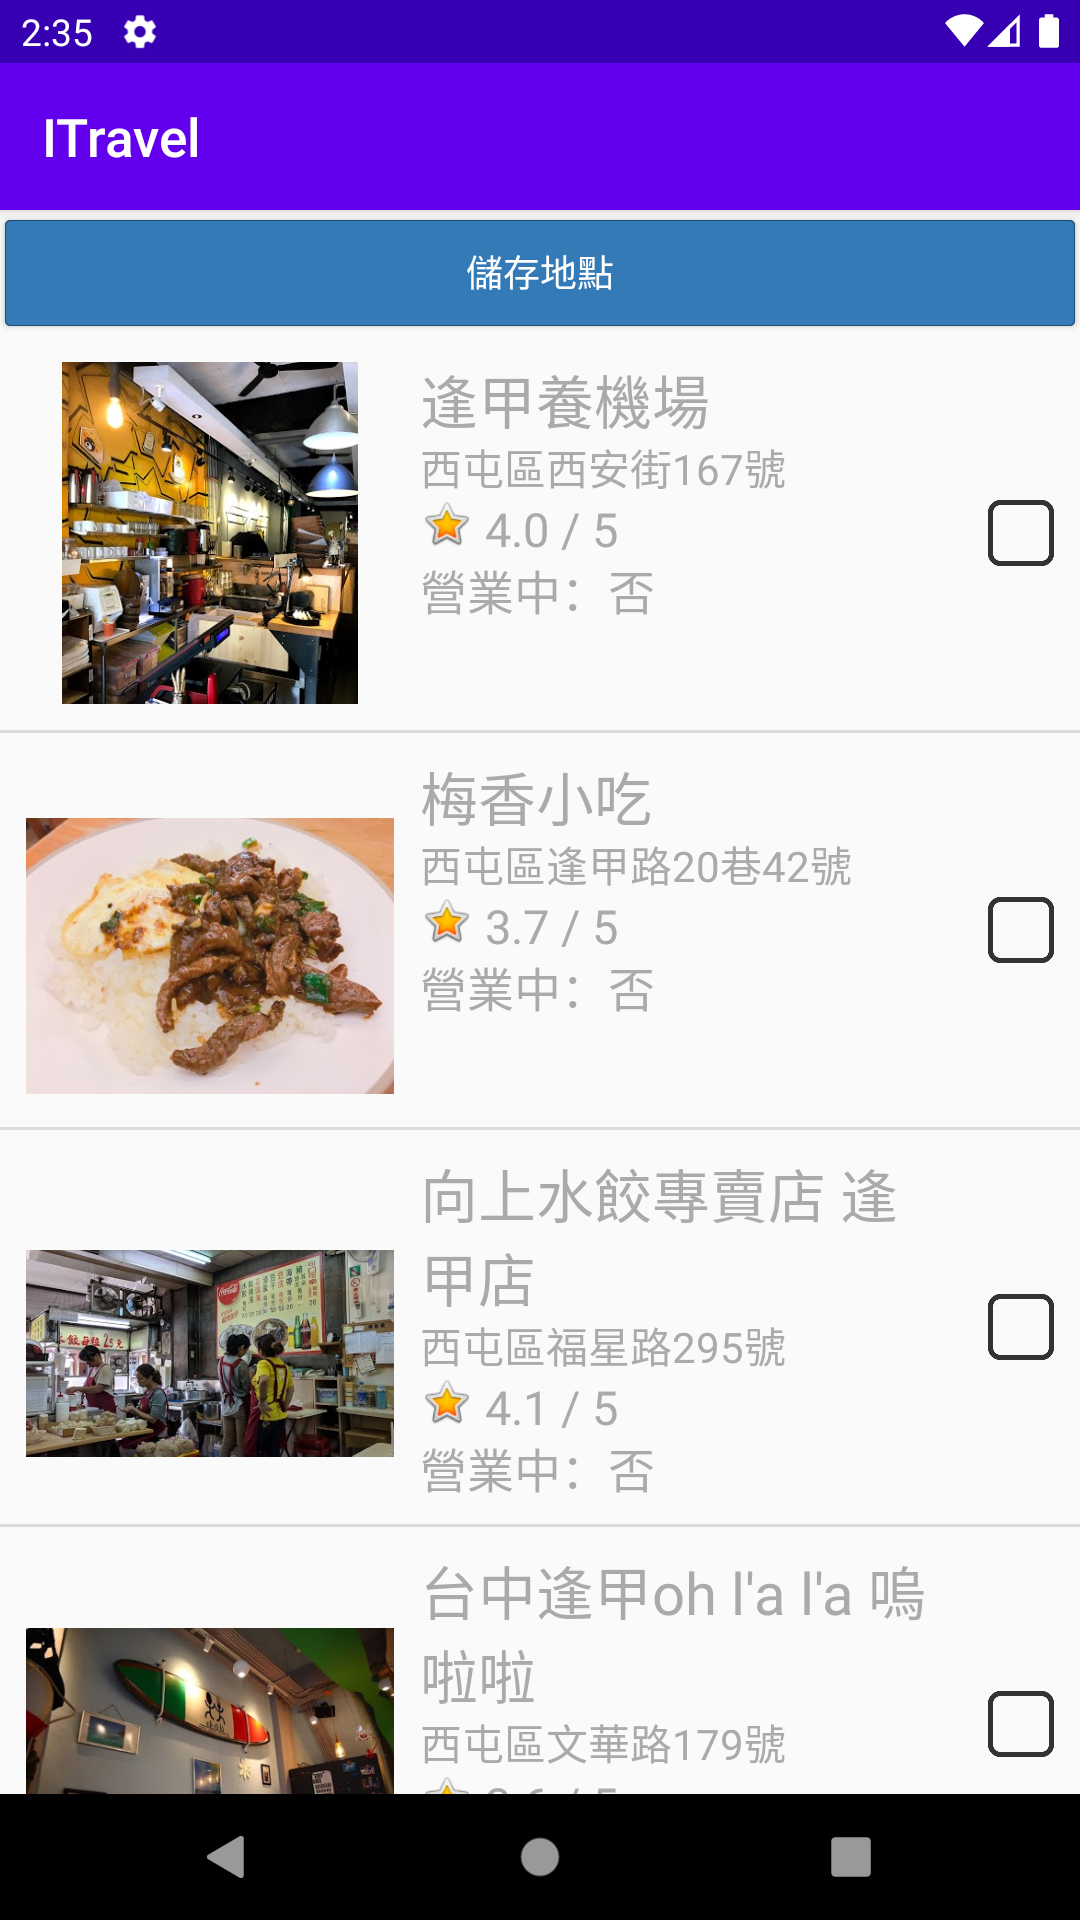 2:35
ITravel
儲存地點
逢甲養機場
西屯區西安街167號
4.0 / 5
營業中：否
梅香小吃
西屯區逢甲路20巷42號
3.7 / 5
營業中：否
向上水餃專賣店 逢
甲店
西屯區福星路295號
4.1 / 5
營業中：否
台中逢甲oh l'a l'a 嗚
啦啦
西屯區文華路179號